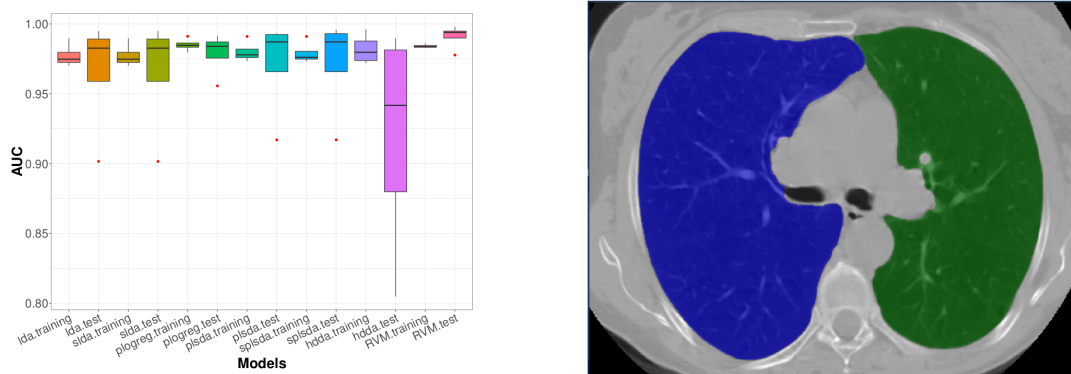 AUC
1.00
0.95
0.90
0.85
0.80
lda.training
lda.test
slda.training
slda.test
plogreg.training
plogreg.test
plsda.training
plsda.test
splsda.training
splsda.test
hdda.training
hdda.test
RVM.training
RVM.test
Models